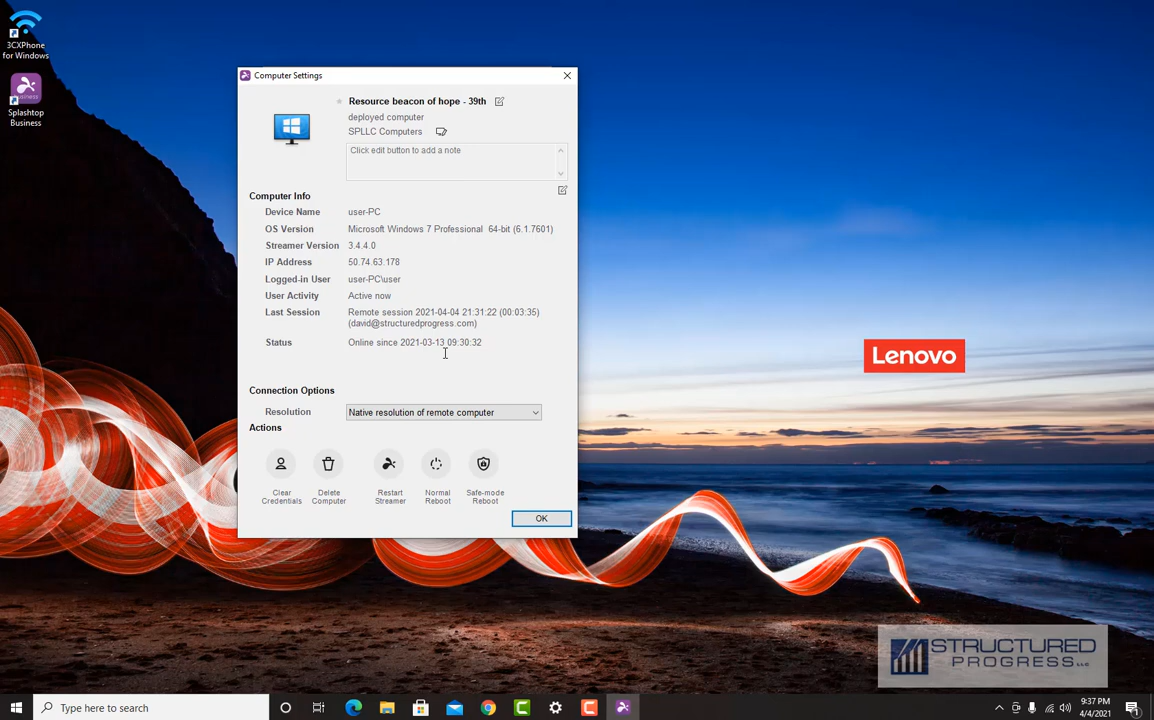 3CXPhone
for Windows
BUSINESS
Splashtop
Business
Computer Settings
Resource beacon of hope - 39th
deployed computer
SPLLC Computers
Click edit button to add a note
Computer Info
Device Name user-PC
OS Version Microsoft Windows 7 Professional 64-bit (6.1.7601)
Streamer Version 3.4.4.0
IP Address 50.74.63.178
Logged-in User user-PC\user
User Activity Active now
Last Session Remote session 2021-04-04 21:31:22 (00:03:35)
(david@structuredprogress.com)
Status Online since 2021-03-13 09:30:32
Connection Options
Resolution Native resolution of remote computer
Actions
Clear
Credentials
Delete
Computer
Restart
Streamer
Normal
Reboot
Safe-mode
Reboot
OK
Lenovo
STRUCTURED
PROGRESS LLC
Type here to search
9:37 PM
4/4/2021
1